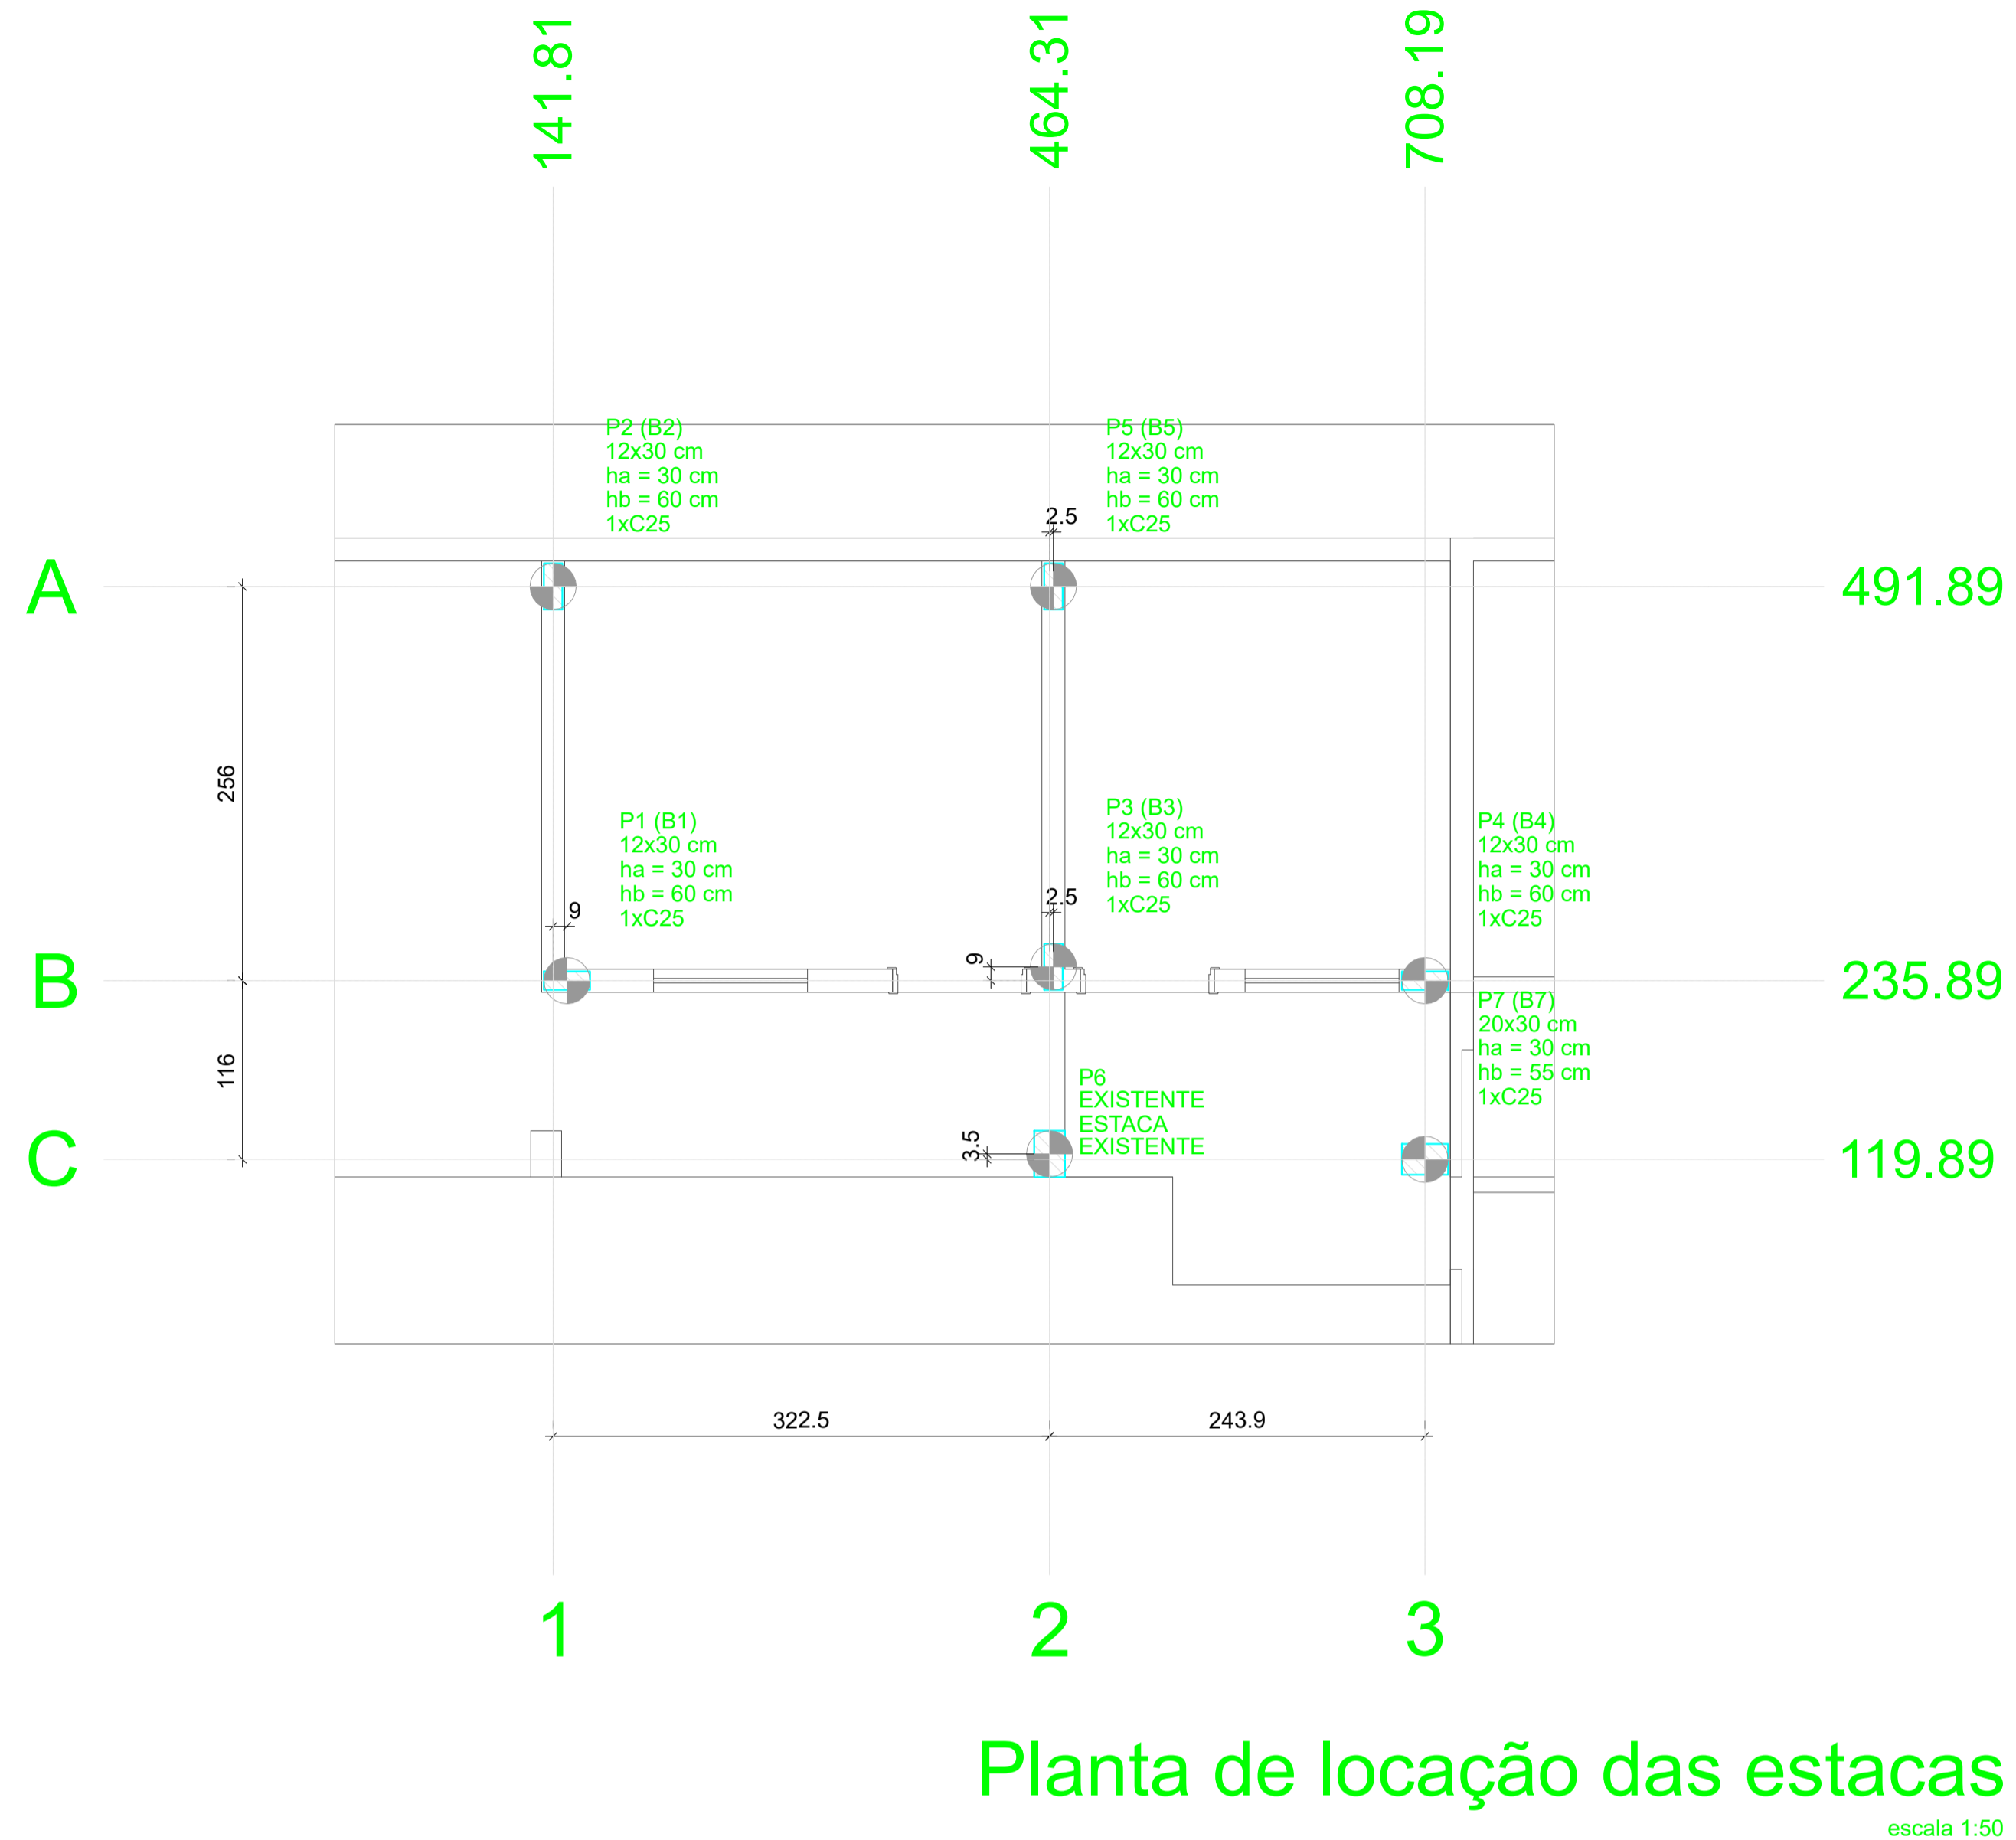 141.81
464.31
708.19
P2 (B2)
12x30 cm
ha = 30 cm
hb = 60 cm
1xC25
P5 (B5)
12x30 cm
ha = 30 cm
hb = 60 cm
1xC25
2.5
A
491.89
256
P1 (B1)
12x30 cm
ha = 30 cm
hb = 60 cm
1xC25
9
P3 (B3)
12x30 cm
ha = 30 cm
hb = 60 cm
1xC25
2.5
9
P4 (B4)
12x30 cm
ha = 30 cm
hb = 60 cm
1xC25
B
235.89
P7 (B7)
20x30 cm
ha = 30 cm
hb = 55 cm
1xC25
116
P6
EXISTENTE
ESTACA
EXISTENTE
3.5
C
119.89
322.5
243.9
1
2
3
Planta de locação das estacas
escala 1:50